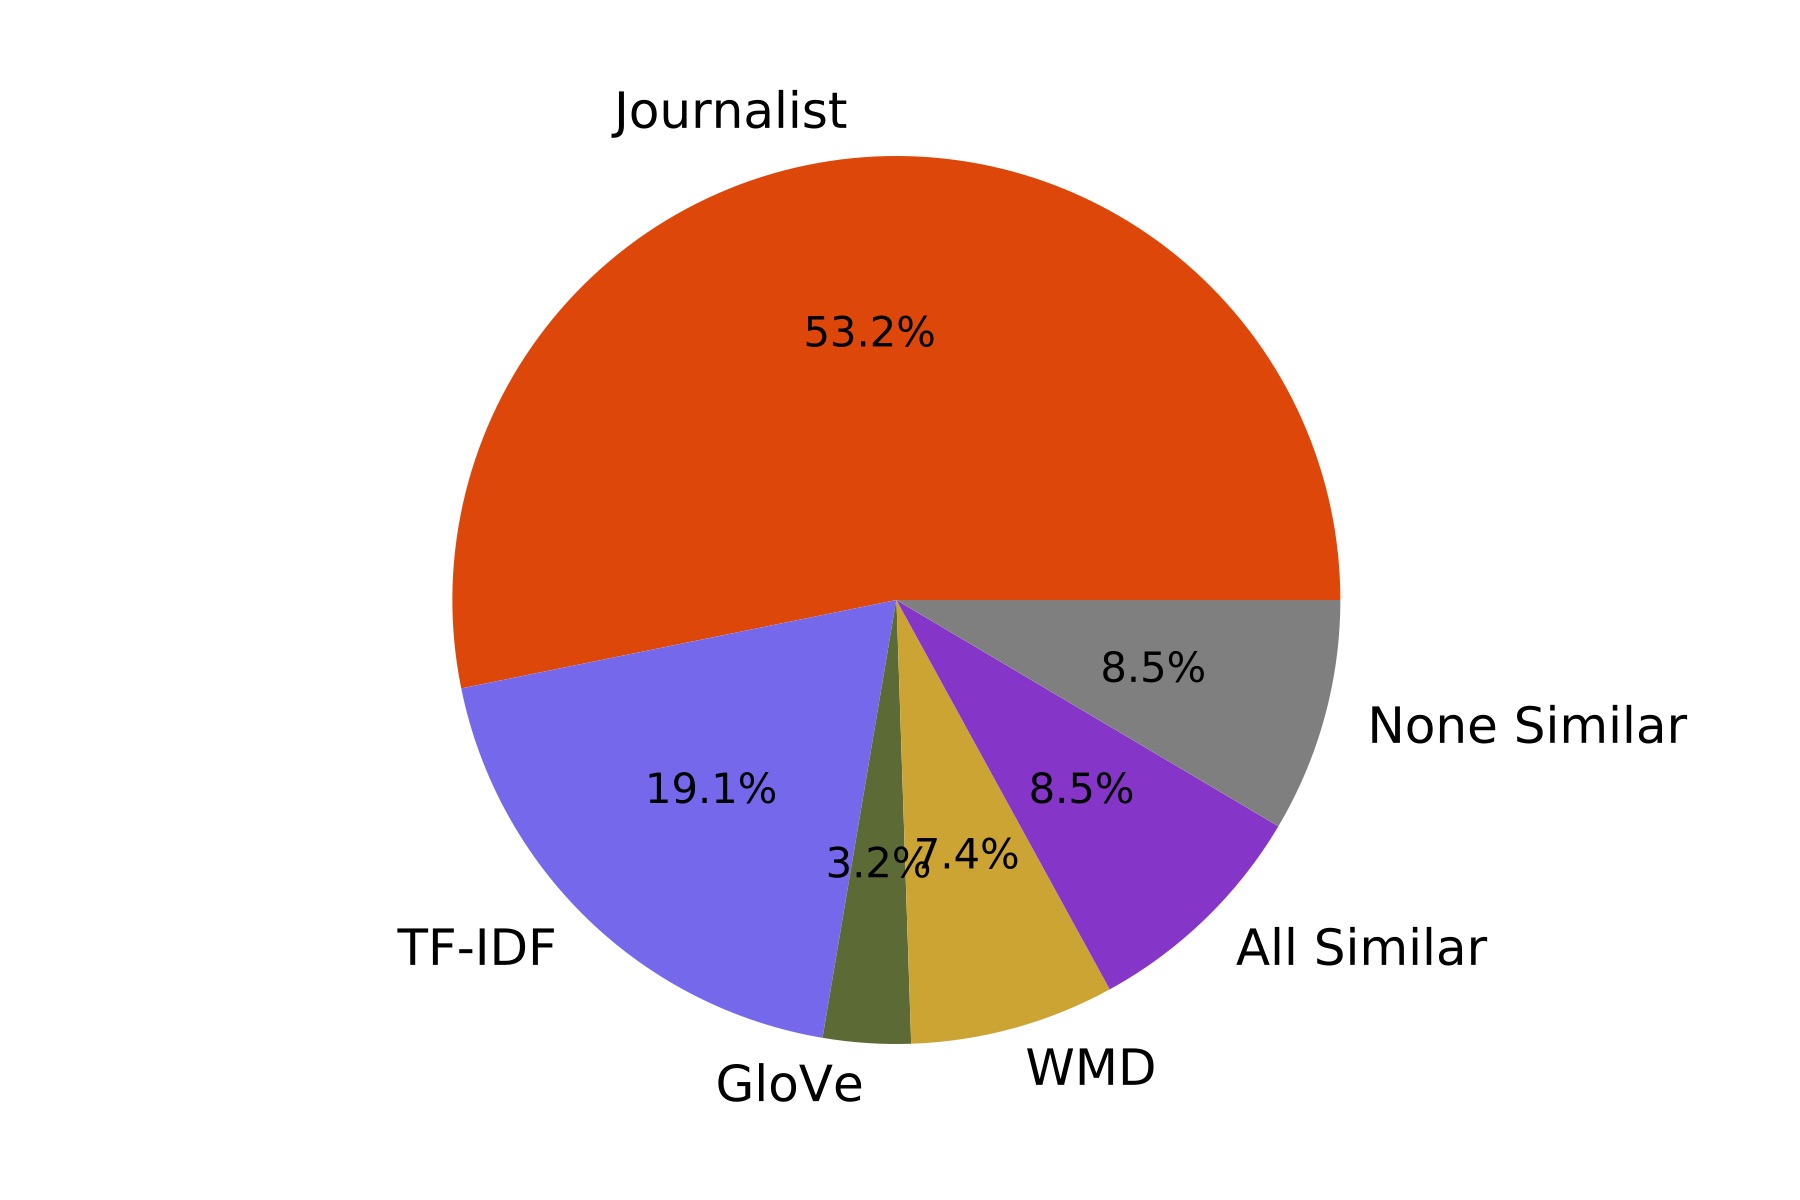 Journalist
53.2%
8.5%
None Similar
19.1%
8.5%
3.2%
7.4%
TF-IDF
All Similar
GloVe
WMD